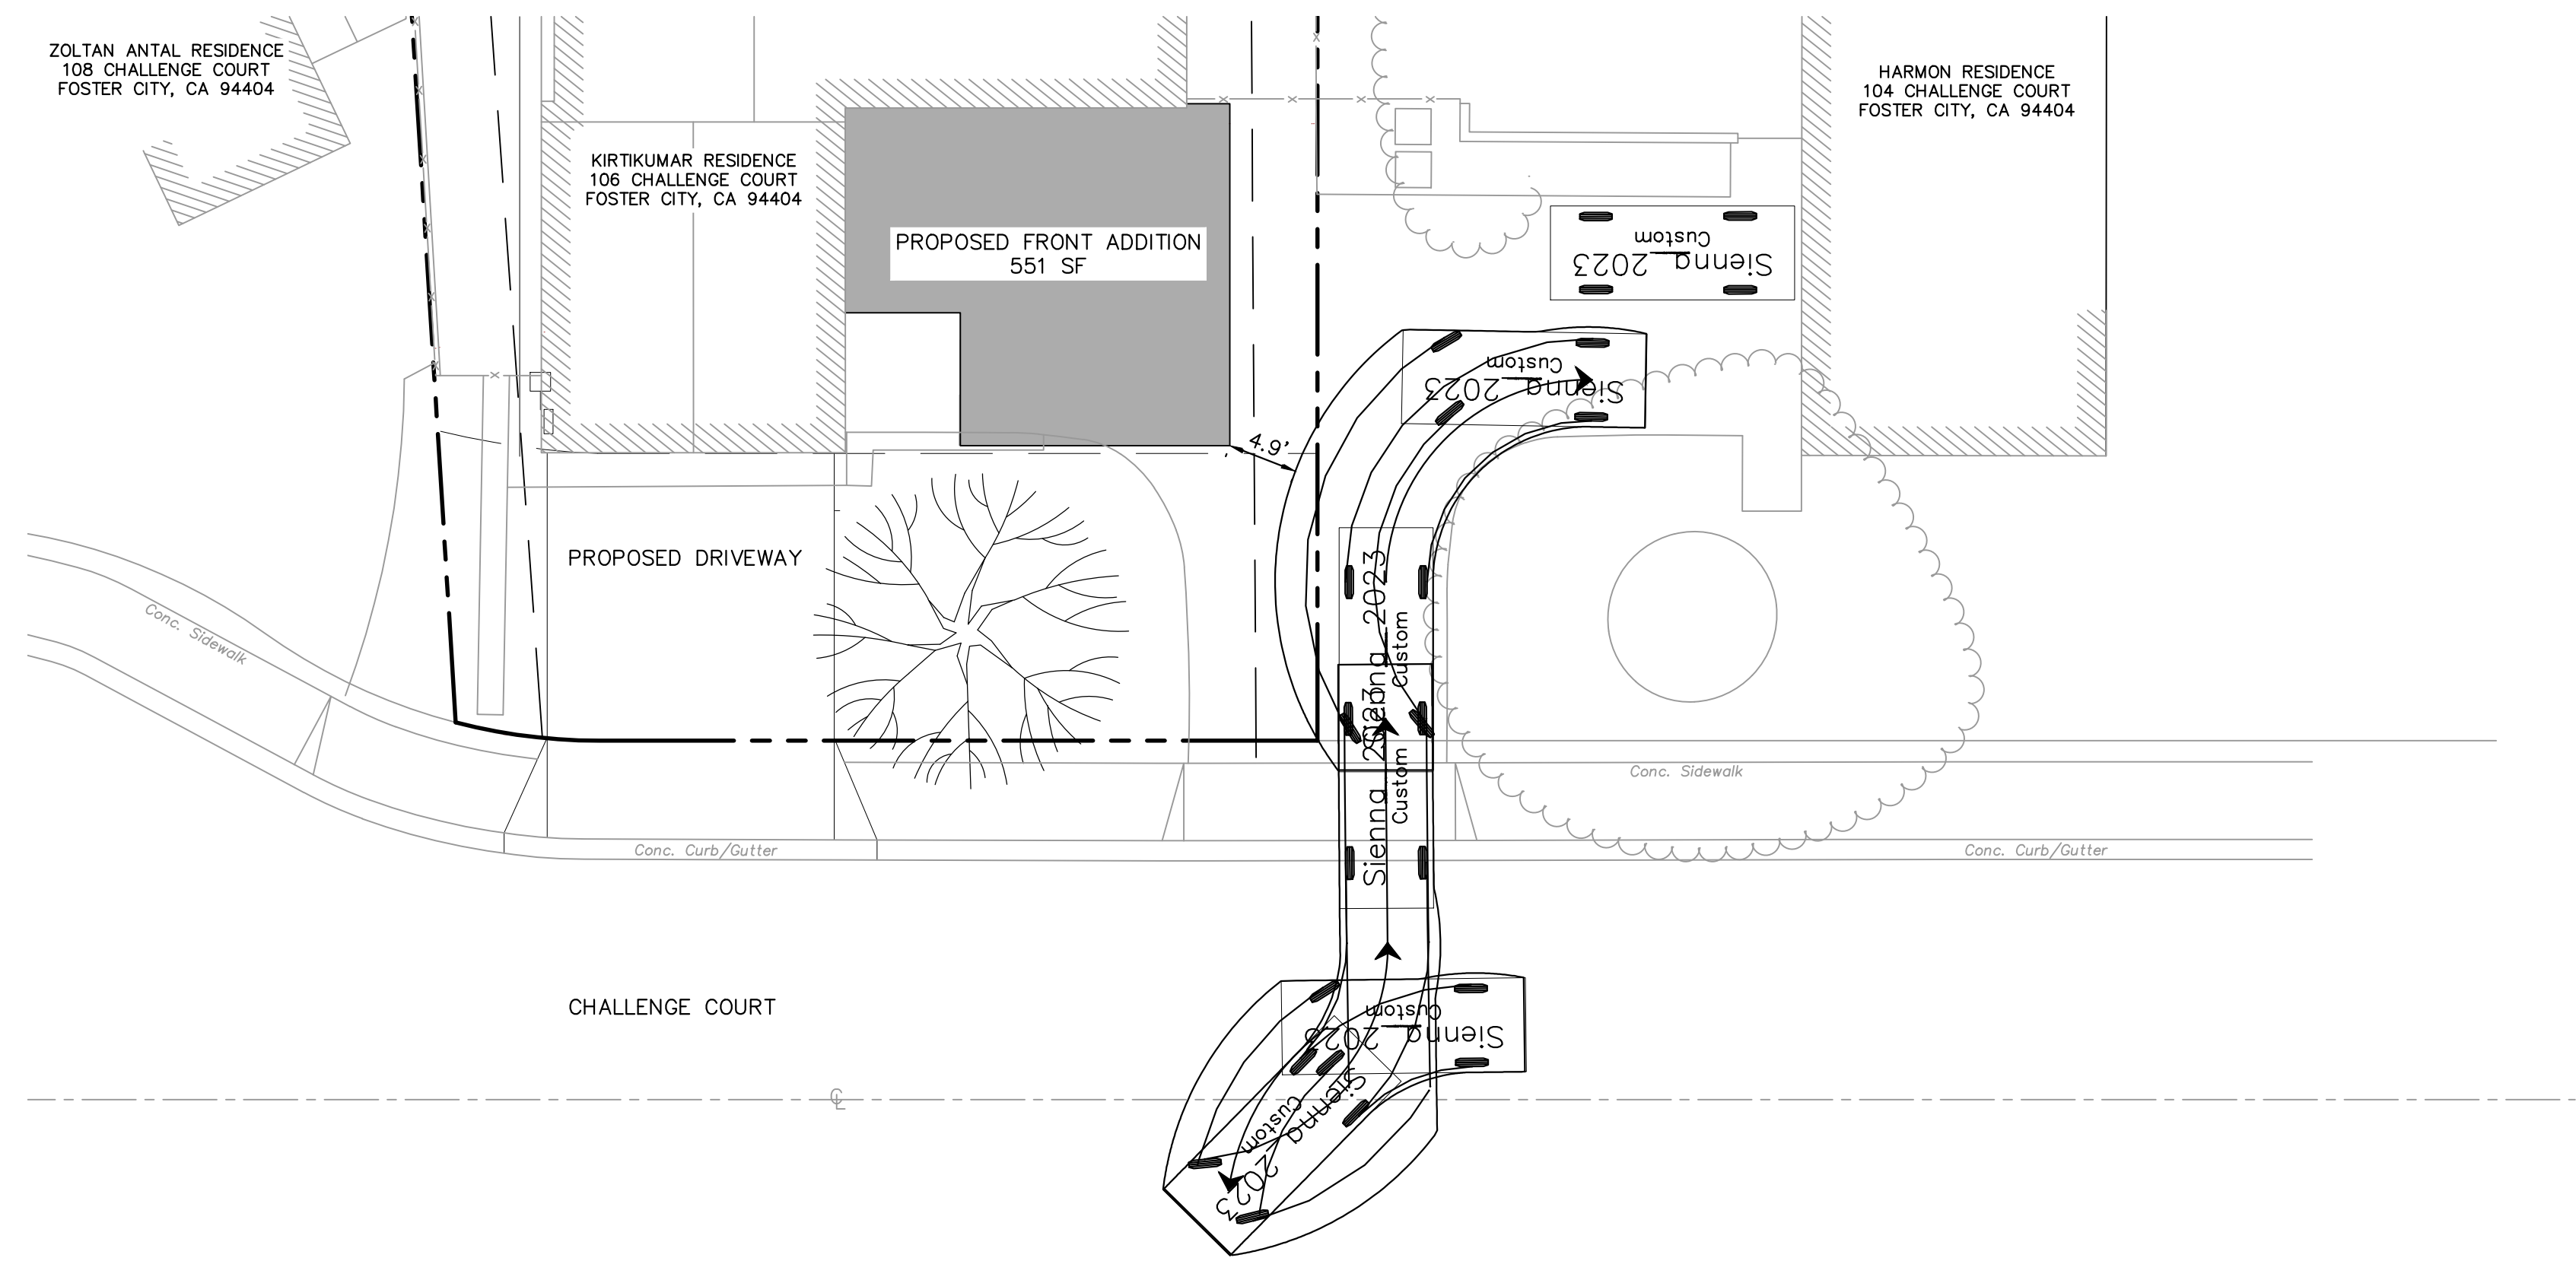 ZOLTAN ANTAL RESIDENCE
108 CHALLENGE COURT
FOSTER CITY, CA 94404
KIRTIKUMAR RESIDENCE
106 CHALLENGE COURT
FOSTER CITY, CA 94404
HARMON RESIDENCE
104 CHALLENGE COURT
FOSTER CITY, CA 94404
PROPOSED FRONT ADDITION
551 SF
Custom
Sienna 2023
Custom
Sienna 2023
4.9'
PROPOSED DRIVEWAY
Sienna 2023
Custom
Conc. Sidewalk
Conc. Sidewalk
Sienna 2023
Custom
Conc. Curb/Gutter
Conc. Curb/Gutter
CHALLENGE COURT
Custom
Sienna 2023
Sienna 2023
Custom
CL